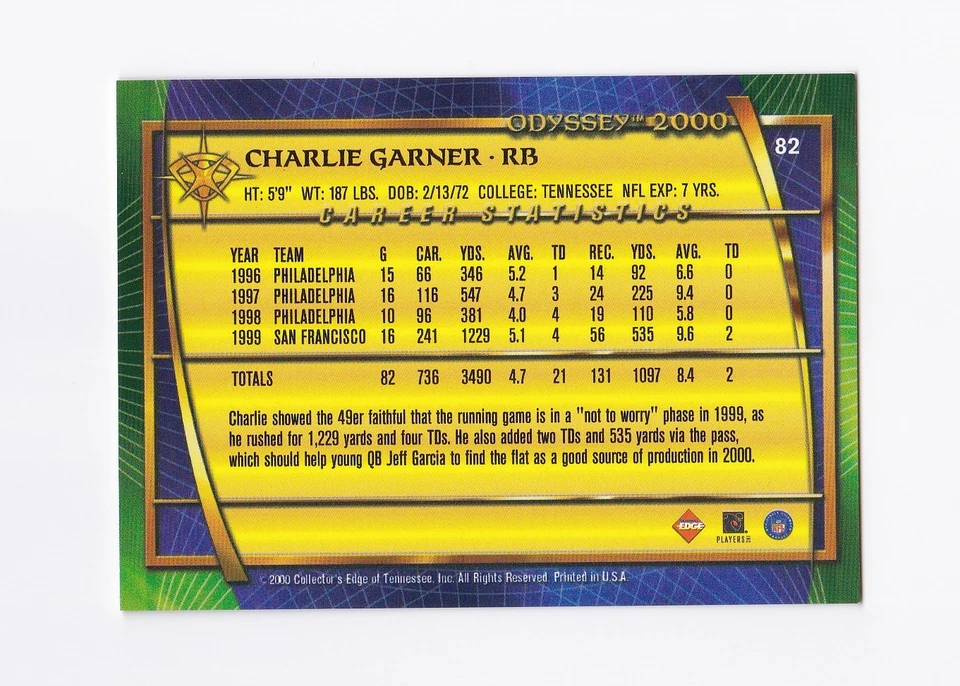 ODYSSEY™ 2000
82
CHARLIE GARNER · RB
HT: 5'9" WT: 187 LBS. DOB: 2/13/72 COLLEGE: TENNESSEE NFL EXP: 7 YRS.
CAREER STATISTICS
YEAR TEAM G CAR. YDS. AVG. TD REC. YDS. AVG. TD
1996 PHILADELPHIA 15 66 346 5.2 1 14 92 6.6 0
1997 PHILADELPHIA 16 116 547 4.7 3 24 225 9.4 0
1998 PHILADELPHIA 10 96 381 4.0 4 19 110 5.8 0
1999 SAN FRANCISCO 16 241 1229 5.1 4 56 535 9.6 2
TOTALS 82 736 3490 4.7 21 131 1097 8.4 2
Charlie showed the 49er faithful that the running game is in a "not to worry" phase in 1999, as
he rushed for 1,229 yards and four TDs. He also added two TDs and 535 yards via the pass,
which should help young QB Jeff Garcia to find the flat as a good source of production in 2000.
EDGE
PLAYERS INC
NFL
© 2000 Collector's Edge of Tennessee, Inc. All Rights Reserved. Printed in U.S.A.